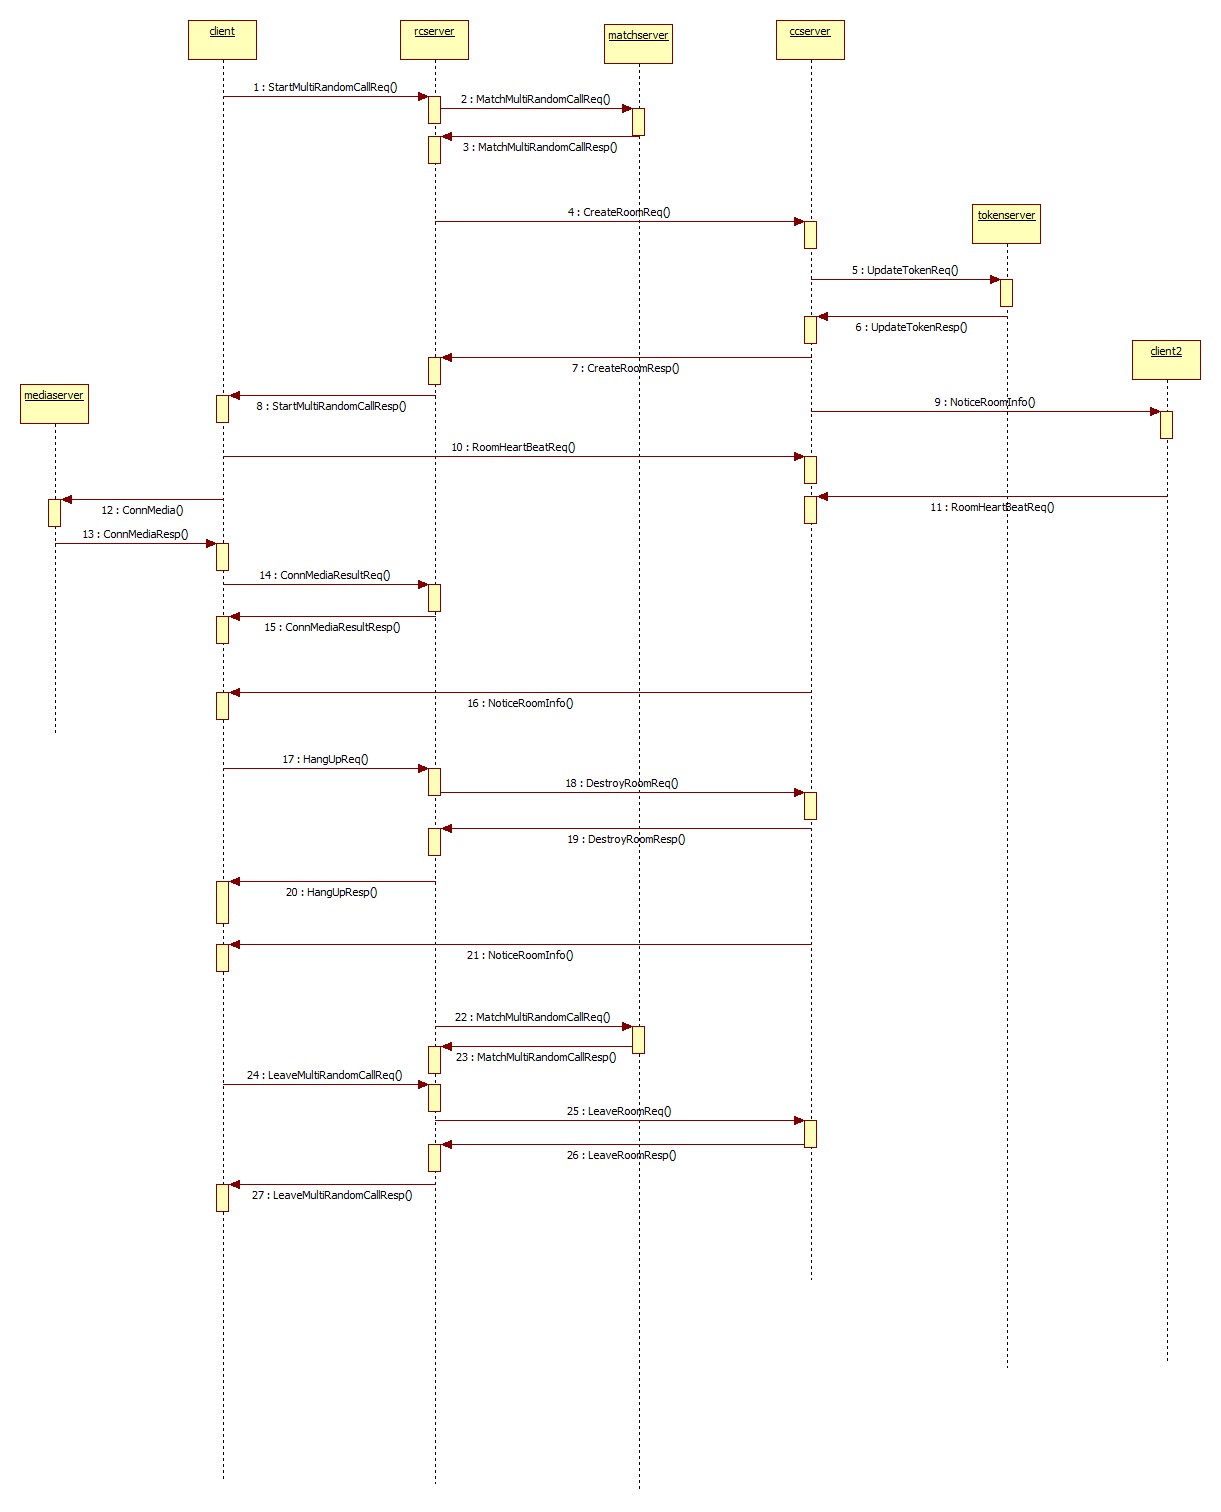 client
rcserver
matchserver
ccserver
1 : StartMultiRandomCallReq()
2 : MatchMultiRandomCallReq()
3 : MatchMultiRandomCallResp()
4 : CreateRoomReq()
tokenserver
5 : UpdateTokenReq()
6 : UpdateTokenResp()
client2
7 : CreateRoomResp()
mediaserver
8 : StartMultiRandomCallResp()
9 : NoticeRoomInfo()
10 : RoomHeartBeatReq()
11 : RoomHeartBeatReq()
12 : ConnMedia()
13 : ConnMediaResp()
14 : ConnMediaResultReq()
15 : ConnMediaResultResp()
16 : NoticeRoomInfo()
17 : HangUpReq()
18 : DestroyRoomReq()
19 : DestroyRoomResp()
20 : HangUpResp()
21 : NoticeRoomInfo()
22 : MatchMultiRandomCallReq()
23 : MatchMultiRandomCallResp()
24 : LeaveMultiRandomCallReq()
25 : LeaveRoomReq()
26 : LeaveRoomResp()
27 : LeaveMultiRandomCallResp()